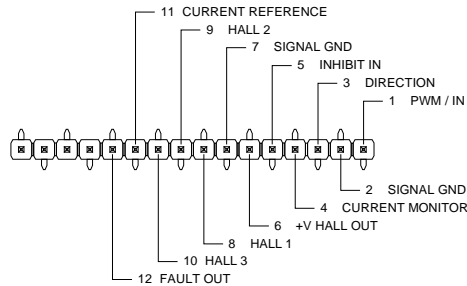 11 CURRENT REFERENCE
9 HALL 2
7 SIGNAL GND
5 INHIBIT IN
3 DIRECTION
1 PWM / IN
2 SIGNAL GND
4 CURRENT MONITOR
6 +V HALL OUT
8 HALL 1
10 HALL 3
12 FAULT OUT